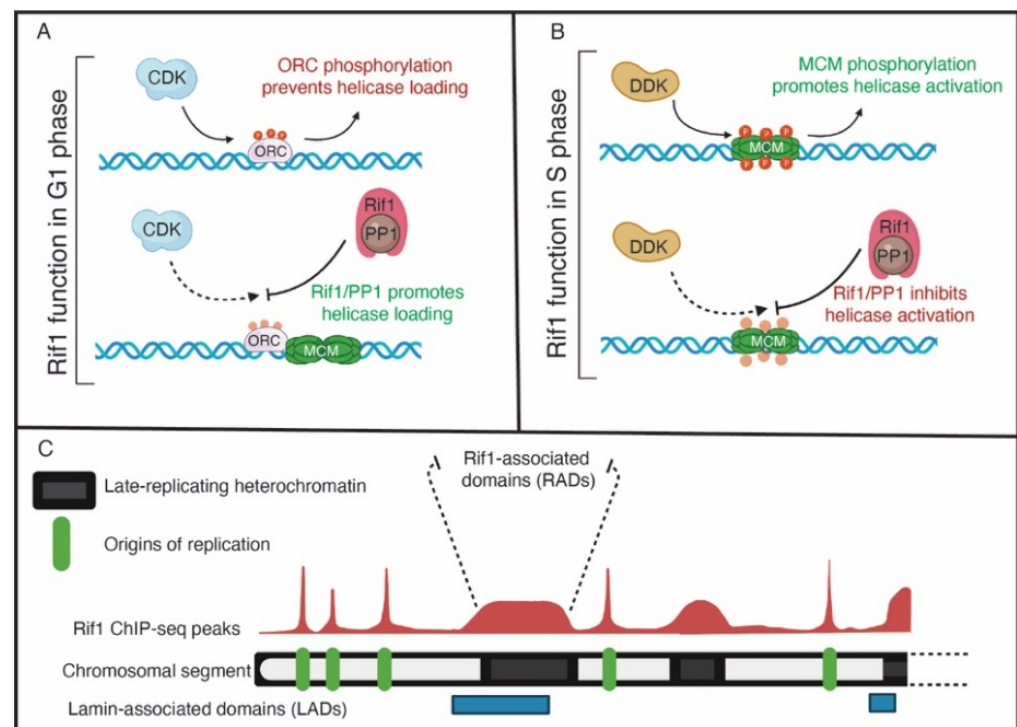 A
Rif1 function in G1 phase
CDK
ORC phosphorylation
prevents helicase loading
P P P
ORC
CDK
Rif1
PP1
Rif1/PP1 promotes
helicase loading
ORC
MCM
B
Rif1 function in S phase
DDK
MCM phosphorylation
promotes helicase activation
P P P
MCM
P P P
DDK
Rif1
PP1
Rif1/PP1 inhibits
helicase activation
MCM
C
Late-replicating heterochromatin
Origins of replication
Rif1-associated
domains (RADs)
Rif1 ChIP-seq peaks
Chromosomal segment
Lamin-associated domains (LADs)